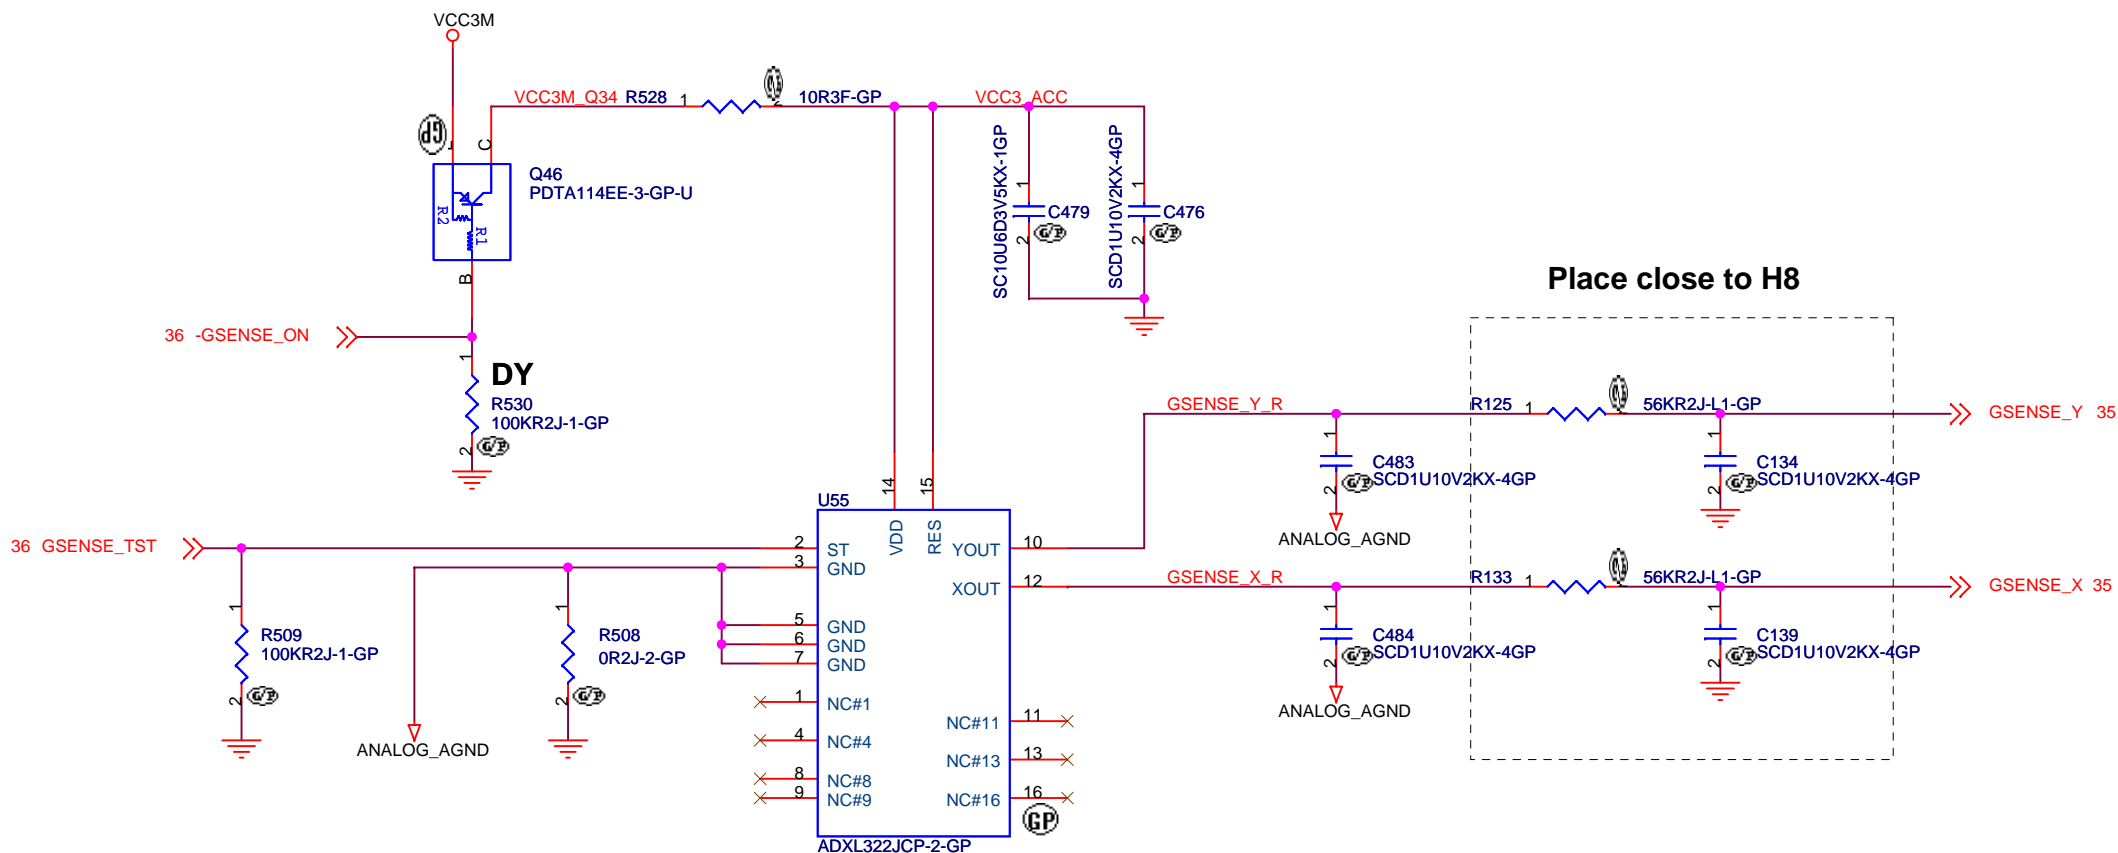 VCC3M
VCC3M_Q34 R528 1 2 10R3F-GP VCC3_ACC
GP
C
Q46
PDTA114EE-3-GP-U
R2
R1
B
SC10U6D3V5KX-1GP
1
C479
2
G/P
SCD1U10V2KX-4GP
1
C476
2
G/P
Place close to H8
36 -GSENSE_ON
1
DY
R530
100KR2J-1-GP
2
G/P
GSENSE_Y_R
R125 1 56KR2J-L1-GP
GSENSE_Y 35
1
C483
SCD1U10V2KX-4GP
2
G/P
ANALOG_AGND
1
C134
SCD1U10V2KX-4GP
2
G/P
14
15
U55
VDD
RES
36 GSENSE_TST
2 ST
3 GND
5 GND
6 GND
7 GND
1 NC#1
4 NC#4
8 NC#8
9 NC#9
YOUT 10
XOUT 12
NC#11 11
NC#13 13
NC#16 16
GP
ADXL322JCP-2-GP
GSENSE_X_R
R133 1 56KR2J-L1-GP
GSENSE_X 35
1
C484
SCD1U10V2KX-4GP
2
G/P
ANALOG_AGND
1
C139
SCD1U10V2KX-4GP
2
G/P
1
R509
100KR2J-1-GP
2
G/P
ANALOG_AGND
1
R508
0R2J-2-GP
2
G/P